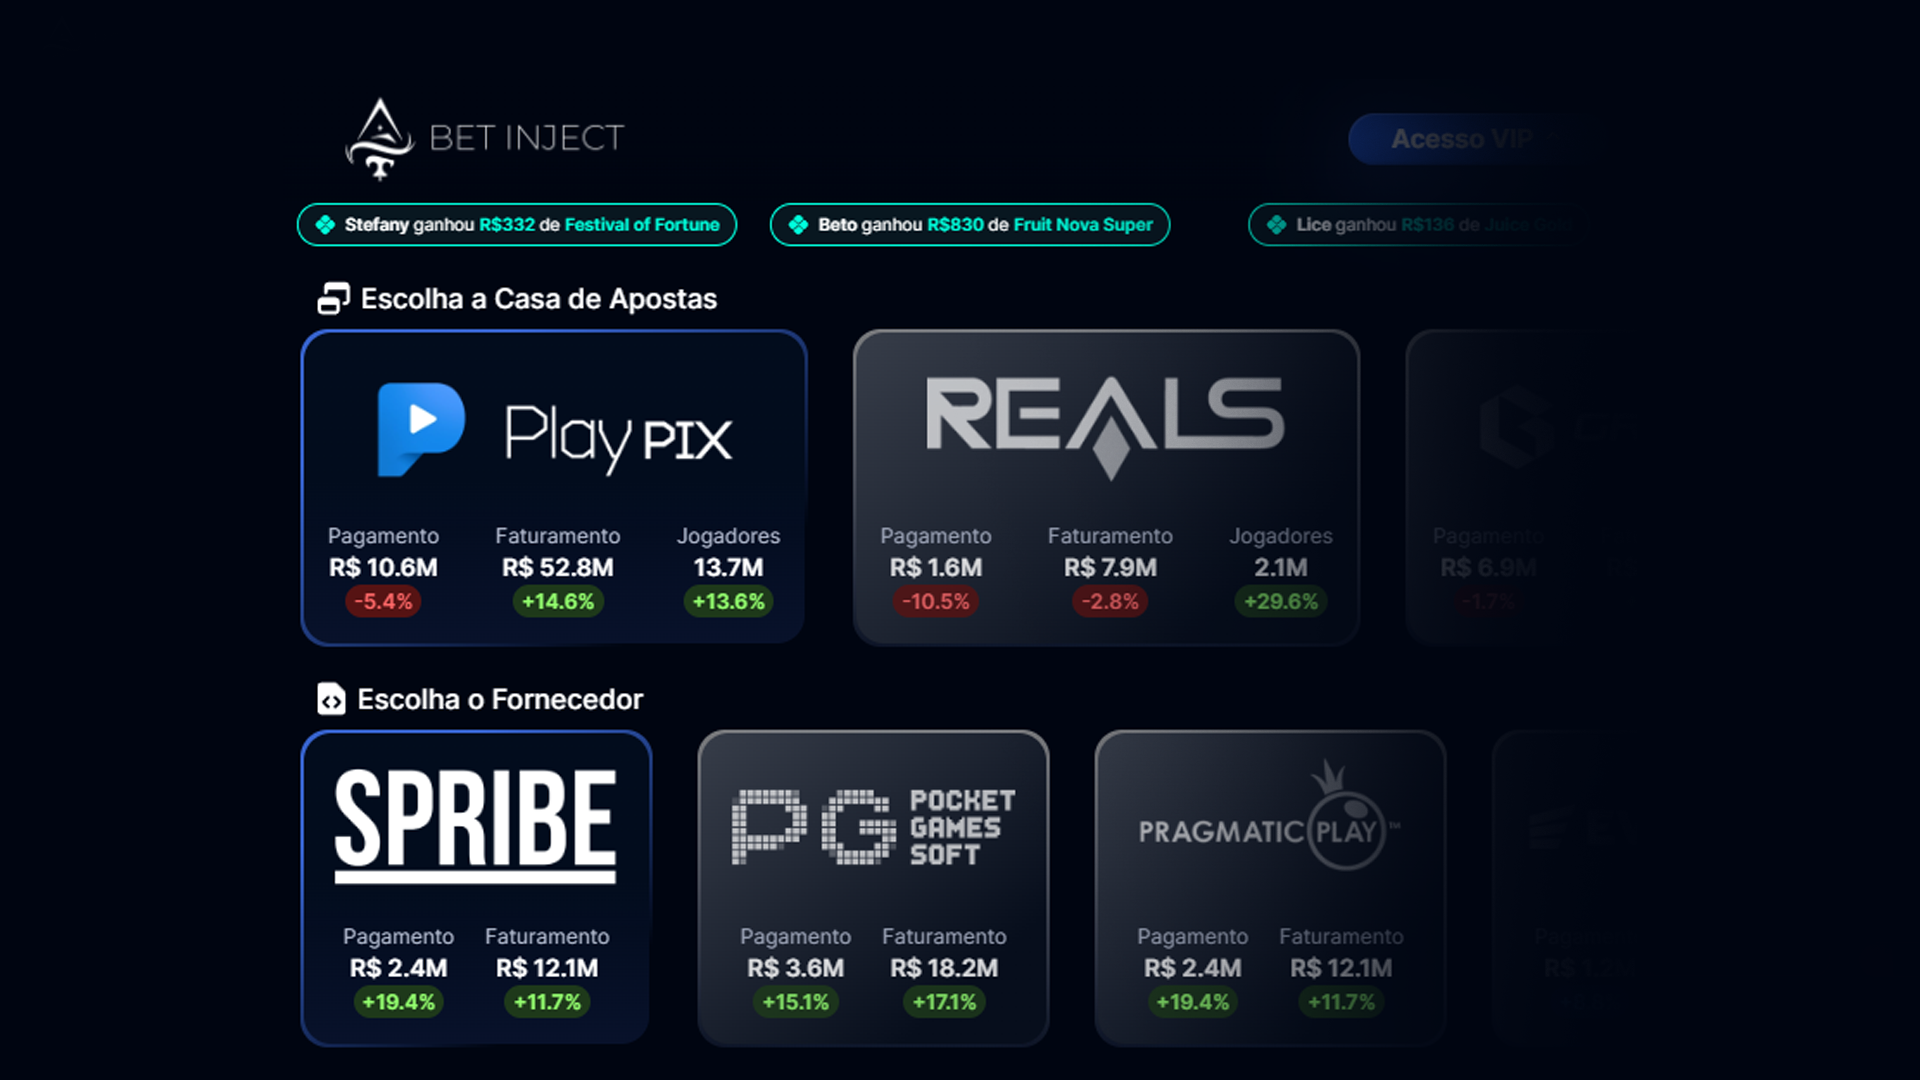 BET INJECT
Acesso VIP
Stefany ganhou R$332 de Festival of Fortune
Beto ganhou R$830 de Fruit Nova Super
Lice ganhou R$136 de Juice
Escolha a Casa de Apostas
Play PIX
REALS
Pagamento Faturamento Jogadores
R$ 10.6M R$ 52.8M 13.7M
-5.4% +14.6% +13.6%
Pagamento Faturamento Jogadores
R$ 1.6M R$ 7.9M 2.1M
-10.5% -2.8% +29.6%
Pagamento
R$ 6.9M
-1.7%
Escolha o Fornecedor
SPRIBE
Pagamento Faturamento
R$ 2.4M R$ 12.1M
+19.4% +11.7%
PG POCKET
GAMES
SOFT
Pagamento Faturamento
R$ 3.6M R$ 18.2M
+15.1% +17.1%
PRAGMATIC PLAY™
Pagamento Faturamento
R$ 2.4M R$ 12.1M
+19.4% +11.7%